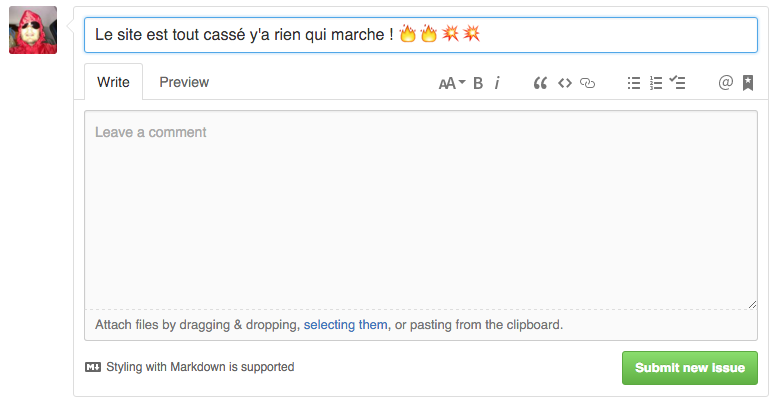 Le site est tout cassé y'a rien qui marche ! 🔥🔥💥💥
Write Preview AA B i @
Leave a comment
Attach files by dragging & dropping, selecting them, or pasting from the clipboard.
M↓ Styling with Markdown is supported Submit new issue